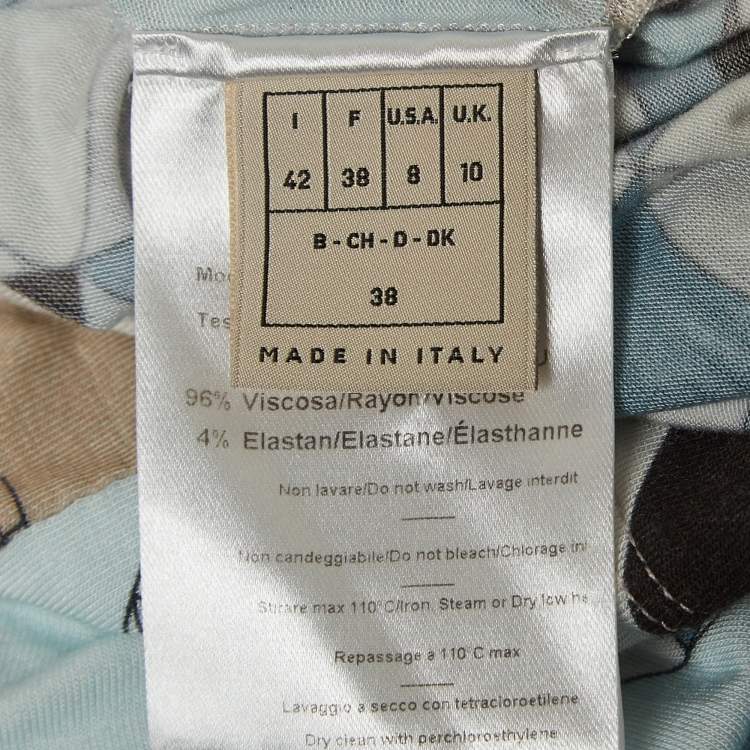 I F U.S.A. U.K.
42 38 8 10
B - CH - D - DK
38
MADE IN ITALY
96% Viscosa/Rayon/Viscose
4% Elastan/Elastane/Élasthanne
Non lavare/Do not wash/Lavage interdit
Non candeggiabile/Do not bleach/Chlorage
Stirare max 110°C/Iron, Steam or Dry low
Repassage a 110°C max
Lavaggio a secco con tetracloroetilene
Dry clean with perchloroethylene